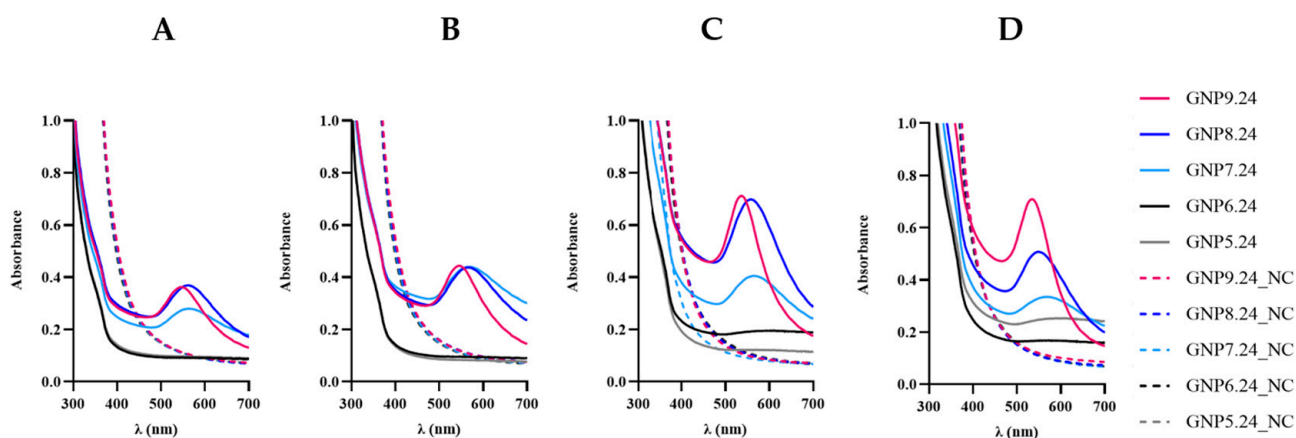 A
B
C
D
1.0
0.8
0.6
0.4
0.2
0.0
300 400 500 600 700
Absorbance
λ (nm)
1.0
0.8
0.6
0.4
0.2
0.0
300 400 500 600 700
Absorbance
λ (nm)
1.0
0.8
0.6
0.4
0.2
0.0
300 400 500 600 700
Absorbance
λ (nm)
1.0
0.8
0.6
0.4
0.2
0.0
300 400 500 600 700
Absorbance
λ (nm)
GNP9.24
GNP8.24
GNP7.24
GNP6.24
GNP5.24
GNP9.24_NC
GNP8.24_NC
GNP7.24_NC
GNP6.24_NC
GNP5.24_NC